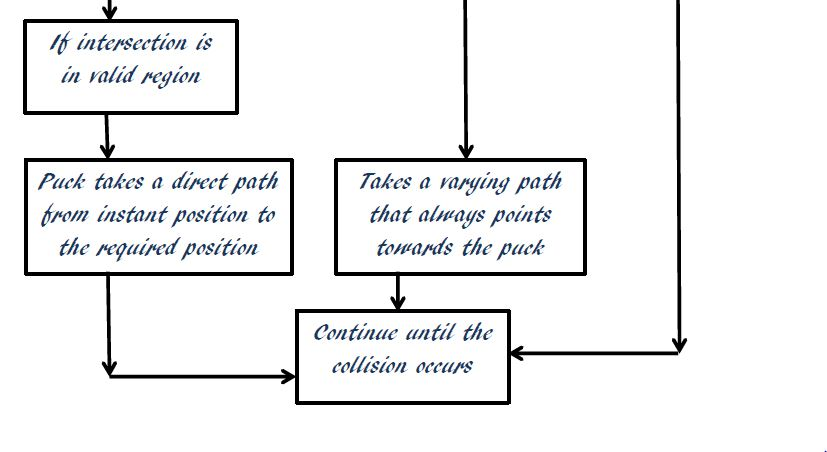 If intersection is
in valid region
Puck takes a direct path
from instant position to
the required position
Takes a varying path
that always points
towards the puck
Continue until the
collision occurs